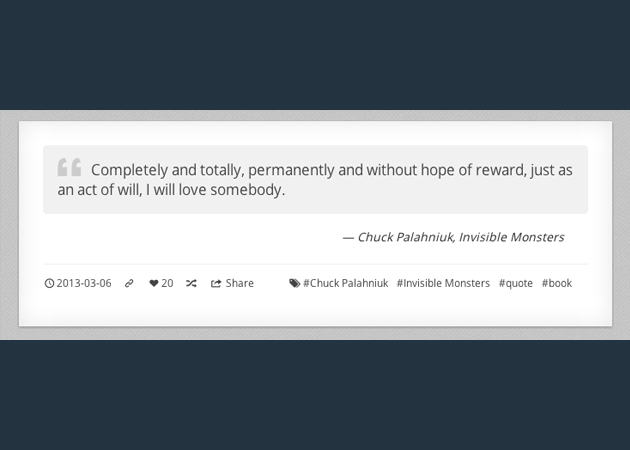 Completely and totally, permanently and without hope of reward, just as
an act of will, I will love somebody.
— Chuck Palahniuk, Invisible Monsters
2013-03-06 20 Share #Chuck Palahniuk #Invisible Monsters #quote #book